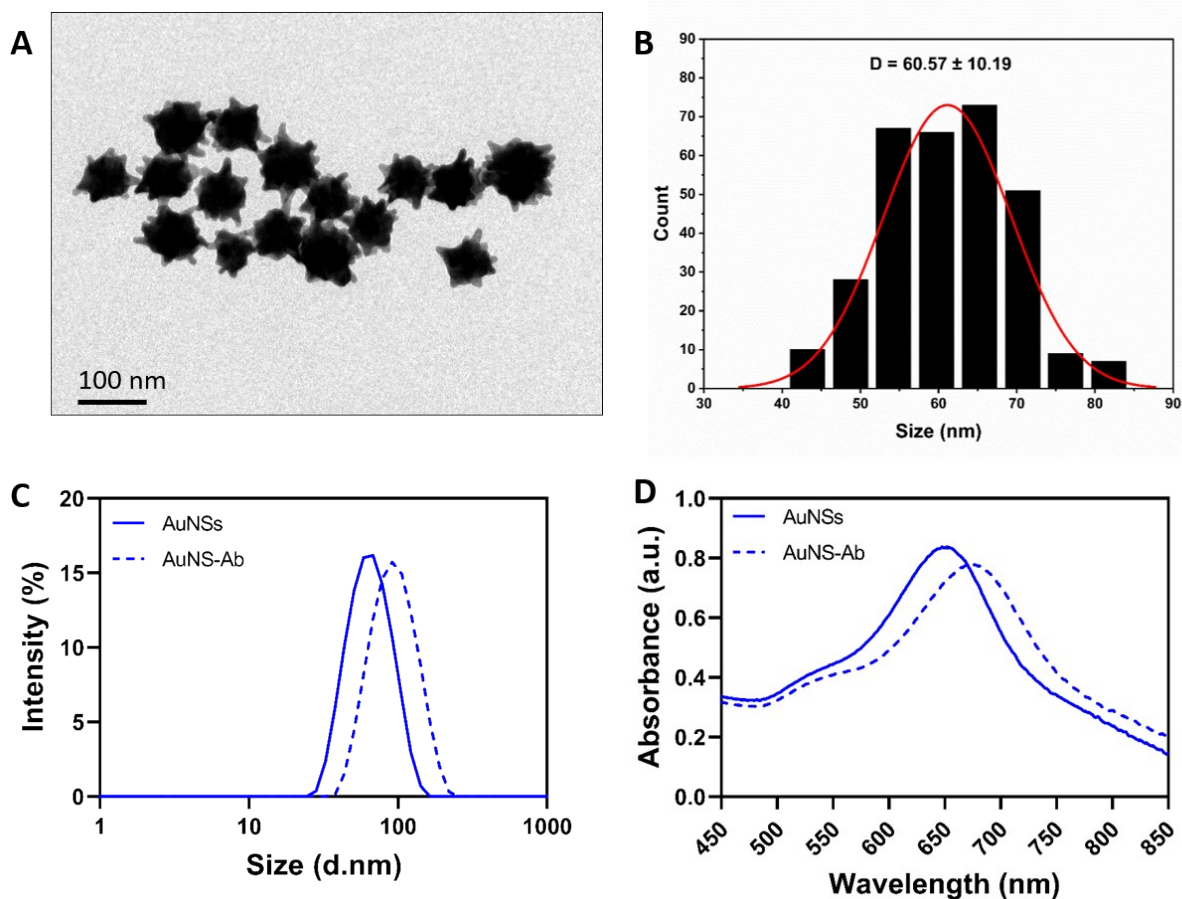 A
100 nm
B
D = 60.57 ± 10.19
90
80
70
60
50
40
30
20
10
0
Count
30 40 50 60 70 80 90
Size (nm)
C
AuNSs
AuNS-Ab
20
15
10
5
0
Intensity (%)
1 10 100 1000
Size (d.nm)
D
AuNSs
AuNS-Ab
1.0
0.8
0.6
0.4
0.2
0.0
Absorbance (a.u.)
450 500 550 600 650 700 750 800 850
Wavelength (nm)